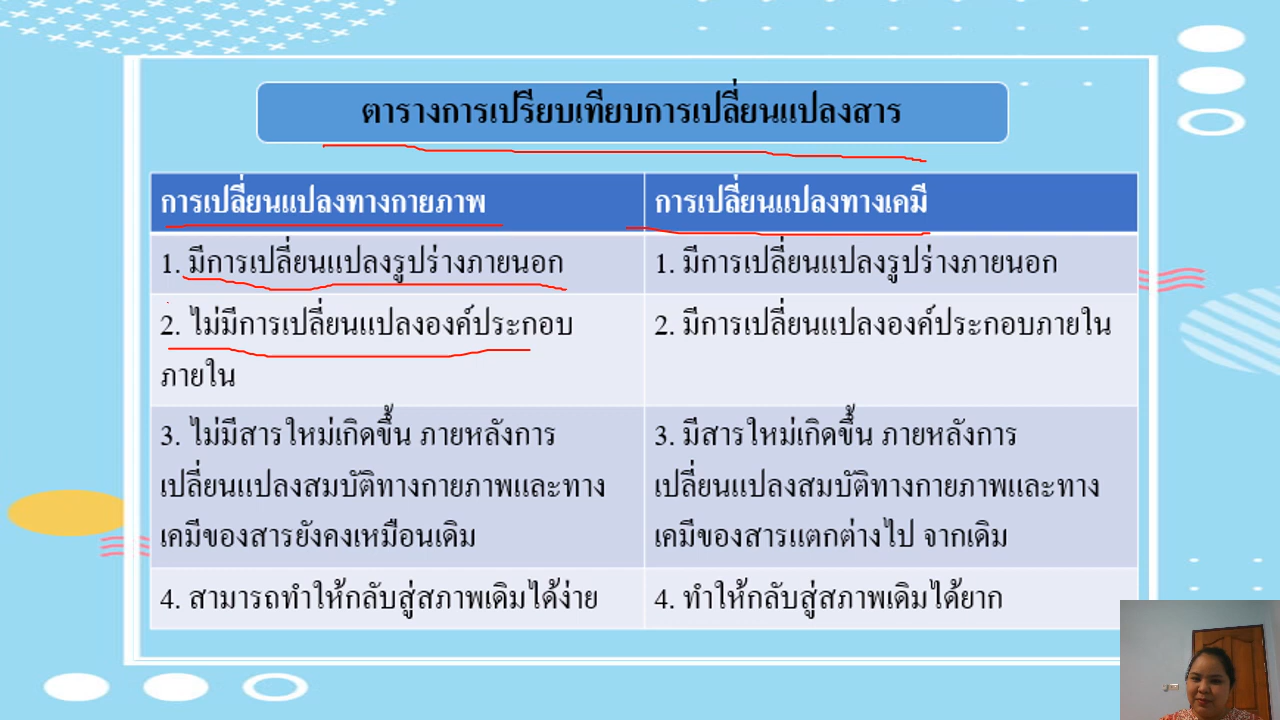 ตารางการเปรียบเทียบการเปลี่ยนแปลงสาร
การเปลี่ยนแปลงทางกายภาพ
การเปลี่ยนแปลงทางเคมี
1. มีการเปลี่ยนแปลงรูปร่างภายนอก
1. มีการเปลี่ยนแปลงรูปร่างภายนอก
2. ไม่มีการเปลี่ยนแปลงองค์ประกอบ
ภายใน
2. มีการเปลี่ยนแปลงองค์ประกอบภายใน
3. ไม่มีสารใหม่เกิดขึ้น ภายหลังการ
เปลี่ยนแปลงสมบัติทางกายภาพและทาง
เคมีของสารยังคงเหมือนเดิม
3. มีสารใหม่เกิดขึ้น ภายหลังการ
เปลี่ยนแปลงสมบัติทางกายภาพและทาง
เคมีของสารแตกต่างไป จากเดิม
4. สามารถทำให้กลับสู่สภาพเดิมได้ง่าย
4. ทำให้กลับสู่สภาพเดิมได้ยาก